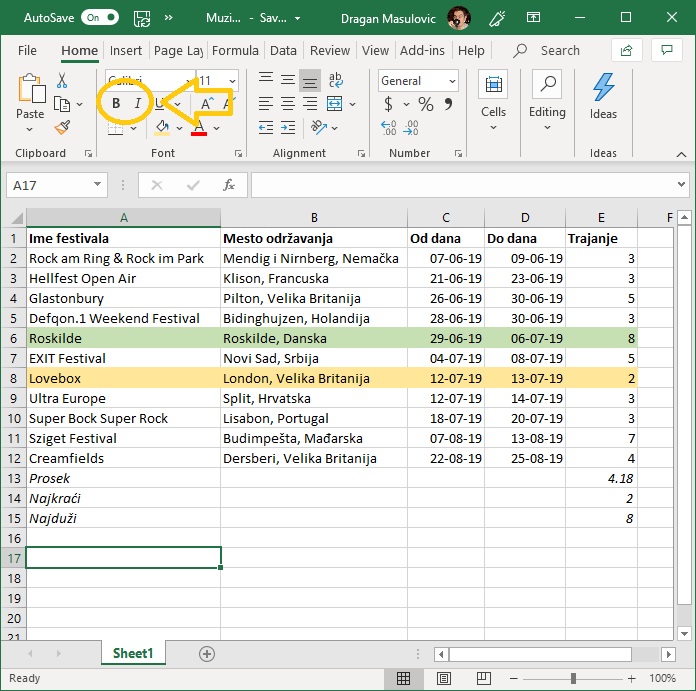 AutoSave On Muzi... - Sav... Dragan Masulovic
File Home Insert Page Lay Formula Data Review View Add-ins Help Search
11 ab General
Paste B I A $ % Cells Editing Ideas
Clipboard Font Alignment Number Ideas
A17 fx
A B C D E F
1 Ime festivala Mesto održavanja Od dana Do dana Trajanje
2 Rock am Ring & Rock im Park Mendig i Nirnberg, Nemačka 07-06-19 09-06-19 3
3 Hellfest Open Air Klison, Francuska 21-06-19 23-06-19 3
4 Glastonbury Pilton, Velika Britanija 26-06-19 30-06-19 5
5 Defqon.1 Weekend Festival Bidinghujzen, Holandija 28-06-19 30-06-19 3
6 Roskilde Roskilde, Danska 29-06-19 06-07-19 8
7 EXIT Festival Novi Sad, Srbija 04-07-19 08-07-19 5
8 Lovebox London, Velika Britanija 12-07-19 13-07-19 2
9 Ultra Europe Split, Hrvatska 12-07-19 14-07-19 3
10 Super Bock Super Rock Lisabon, Portugal 18-07-19 20-07-19 3
11 Sziget Festival Budimpešta, Mađarska 07-08-19 13-08-19 7
12 Creamfields Dersberi, Velika Britanija 22-08-19 25-08-19 4
13 Prosek 4.18
14 Najkraći 2
15 Najduži 8
16
17
18
19
20
21
Sheet1
Ready 100%